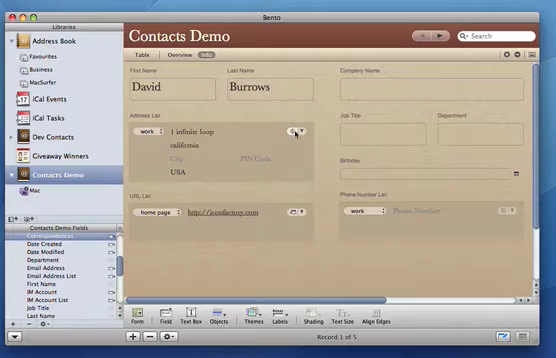 Bento
Libraries
Address Book
Favourites
Business
MacSurfer
iCal Events
iCal Tasks
Dev Contacts
Giveaway Winners
Contacts Demo
Mac
Contacts Demo Fields
Correspondences
Date Created
Date Modified
Department
Email Address
Email Address List
First Name
IM Account
IM Account List
Job Title
Last Name
Contacts Demo
Search
Table Overview Info
First Name
Last Name
David
Burrows
Address List
work
1 infinite loop
california
City
PIN Code
USA
URL List
home page
http://iconfactory.com
Company Name
Job Title
Department
Birthday
Phone Number List
work
Phone Number
Form Field Text Box Objects Themes Labels Shading Text Size Align Edges
Record 1 of 5